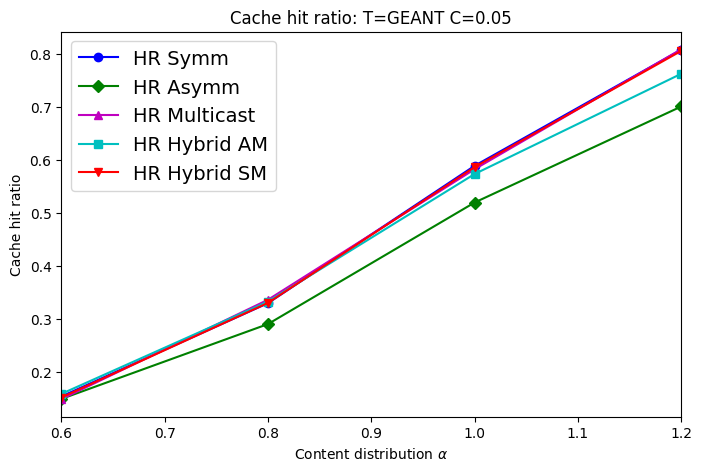 Cache hit ratio: T=GEANT C=0.05
HR Symm
HR Asymm
HR Multicast
HR Hybrid AM
HR Hybrid SM
Cache hit ratio
0.8
0.7
0.6
0.5
0.4
0.3
0.2
0.6 0.7 0.8 0.9 1.0 1.1 1.2
Content distribution α